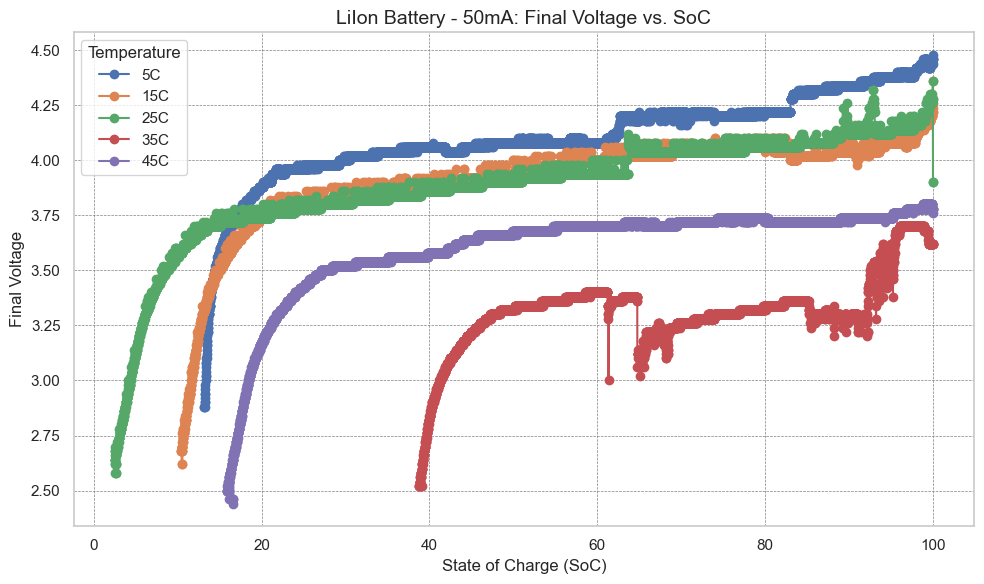 LiIon Battery - 50mA: Final Voltage vs. SoC
Temperature
5C
15C
25C
35C
45C
Final Voltage
4.50
4.25
4.00
3.75
3.50
3.25
3.00
2.75
2.50
0 20 40 60 80 100
State of Charge (SoC)